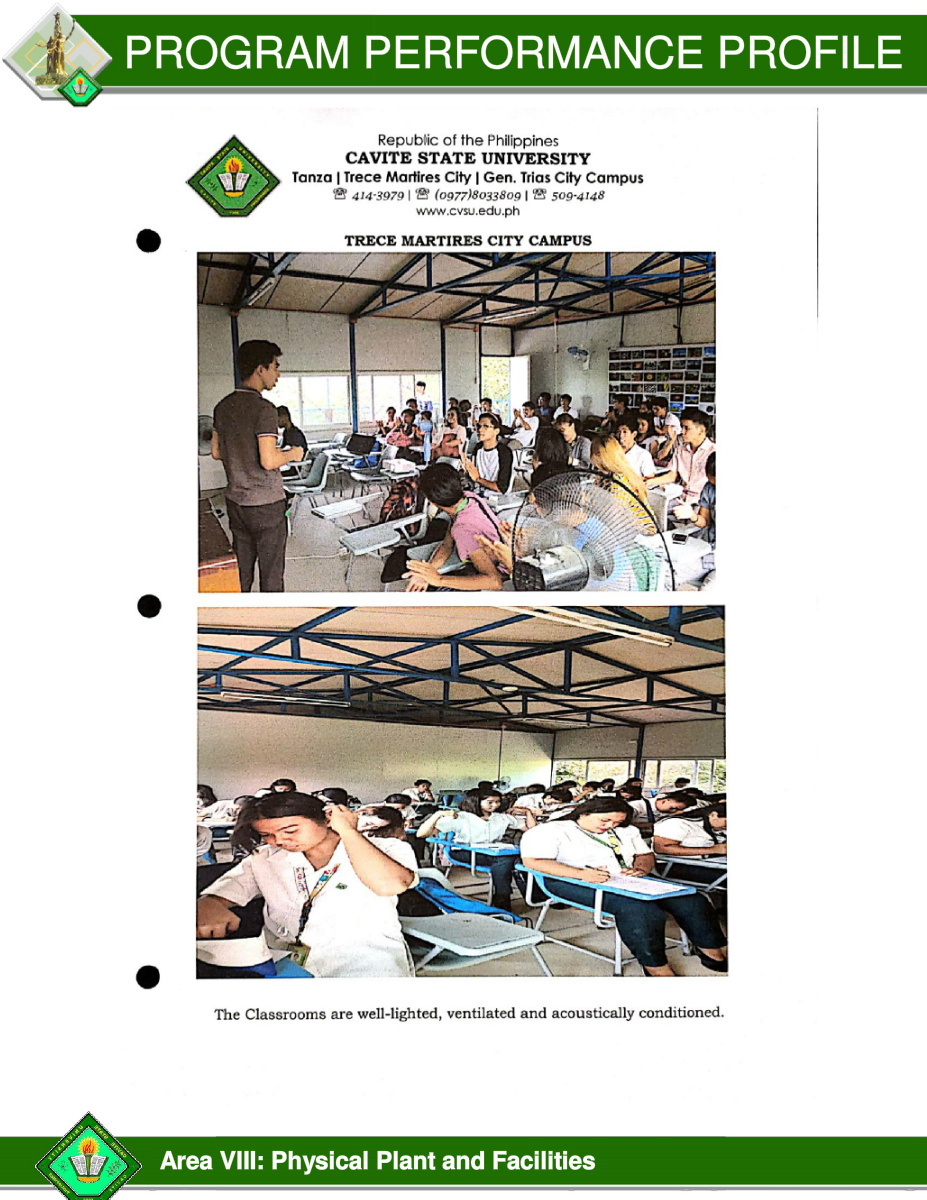 PROGRAM PERFORMANCE PROFILE
Republic of the Philippines
CAVITE STATE UNIVERSITY
Tanza | Trece Martires City | Gen. Trias City Campus
☏ 414-3979 | ☏ (0977)8033809 | ☏ 509-4148
www.cvsu.edu.ph
TRECE MARTIRES CITY CAMPUS
The Classrooms are well-lighted, ventilated and acoustically conditioned.
Area VIII: Physical Plant and Facilities